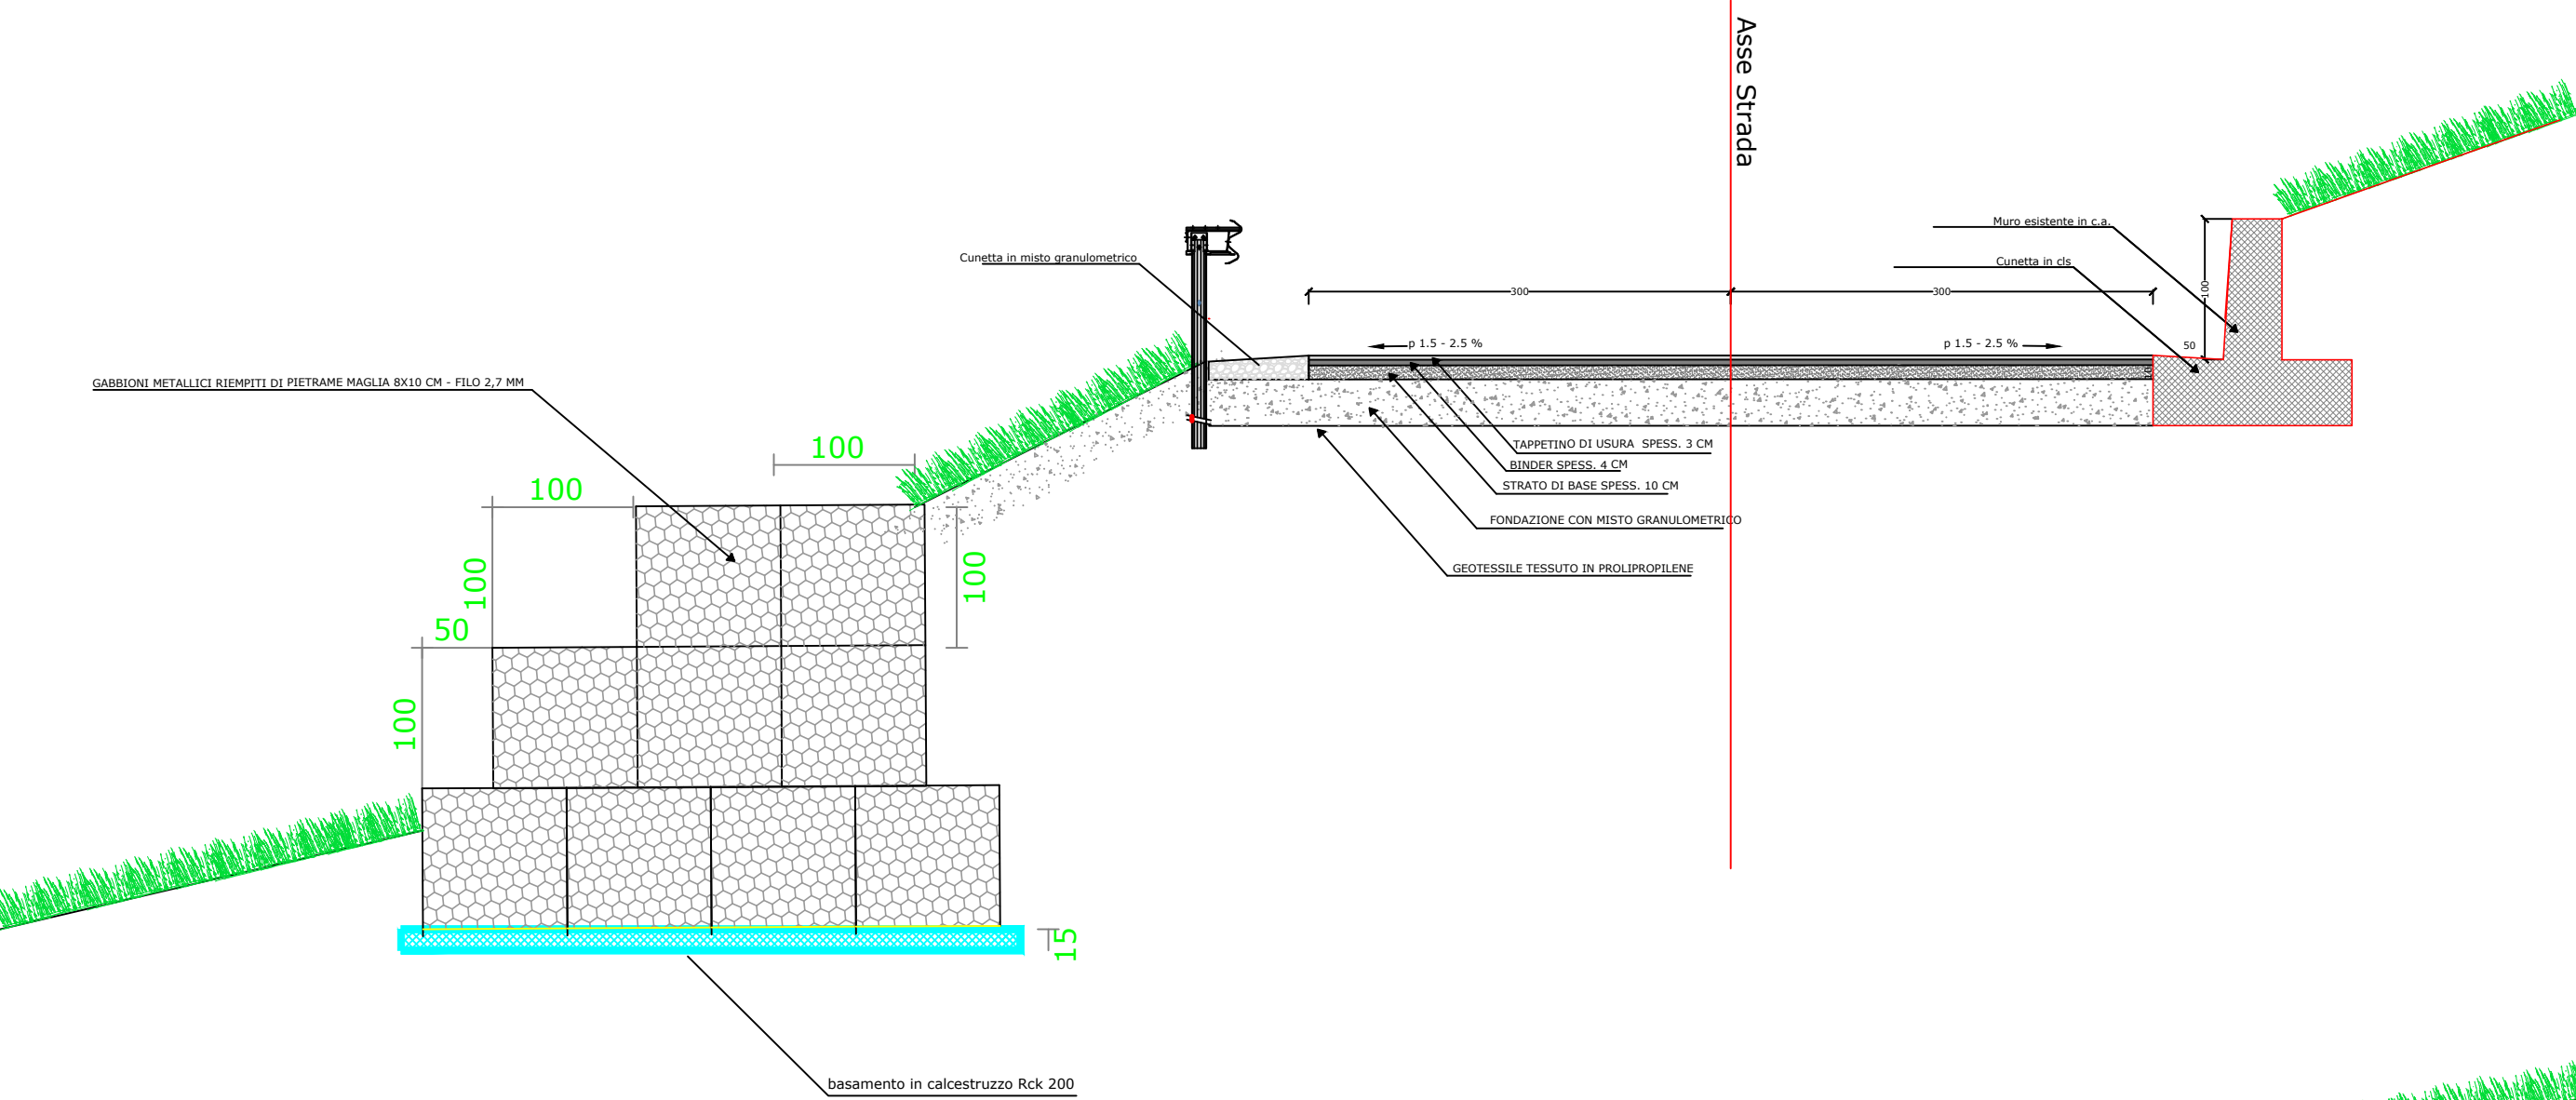 Asse Strada
Muro esistente in c.a.
Cunetta in misto granulometrico
Cunetta in cls
300
300
100
p 1.5 - 2.5 %
p 1.5 - 2.5 %
50
GABBIONI METALLICI RIEMPITI DI PIETRAME MAGLIA 8X10 CM - FILO 2,7 MM
TAPPETINO DI USURA SPESS. 3 CM
BINDER SPESS. 4 CM
STRATO DI BASE SPESS. 10 CM
FONDAZIONE CON MISTO GRANULOMETRICO
GEOTESSILE TESSUTO IN PROLIPROPILENE
100
100
100
100
50
100
15
basamento in calcestruzzo Rck 200